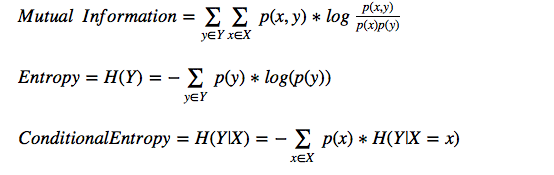 Mutual Information = ∑ ∑ p(x, y) * log p(x,y) / p(x)p(y)
y∈Y x∈X
Entropy = H(Y) = − ∑ p(y) * log(p(y))
y∈Y
ConditionalEntropy = H(Y|X) = − ∑ p(x) * H(Y|X = x)
x∈X